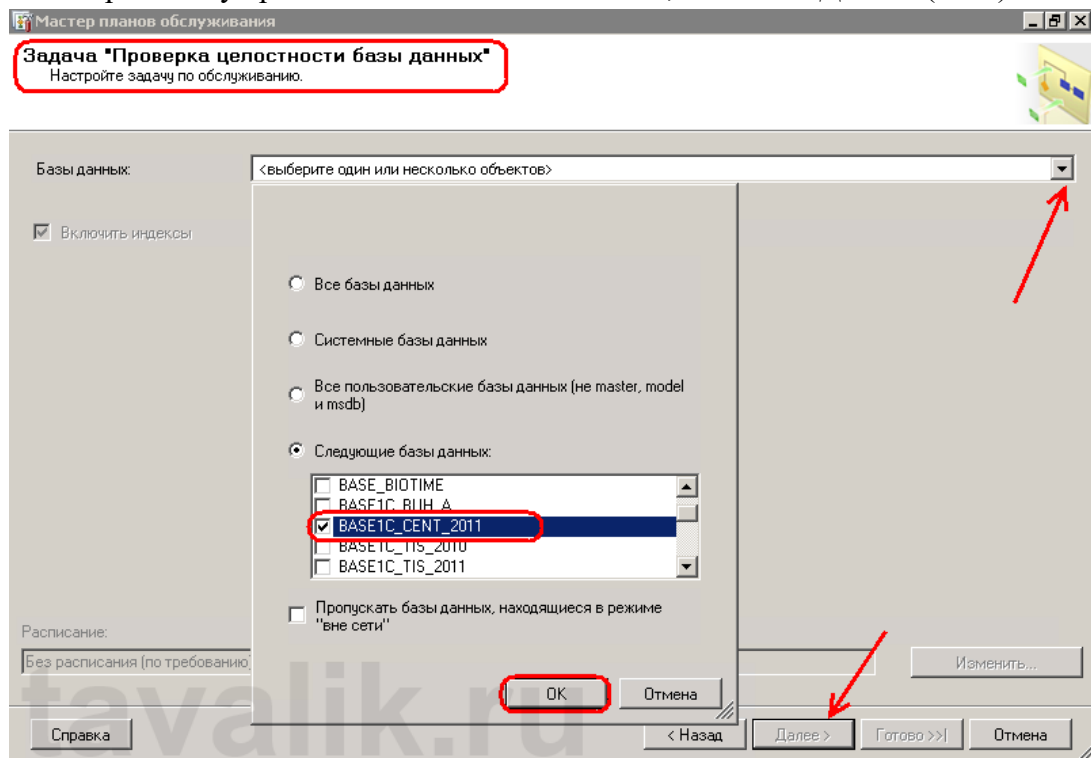 Мастер планов обслуживания
Задача "Проверка целостности базы данных"
Настройте задачу по обслуживанию.
Базы данных:
<выберите один или несколько объектов>
Включить индексы
Все базы данных
Системные базы данных
Все пользовательские базы данных (не master, model
и msdb)
Следующие базы данных:
BASE_BIOTIME
BASE1C_BUH_A
BASE1C_CENT_2011
BASE1C_TIS_2010
BASE1C_TIS_2011
Пропускать базы данных, находящиеся в режиме
"вне сети"
Расписание:
Без расписания (по требованию)
Изменить...
OK
Отмена
Справка
< Назад
Далее >
Готово >>|
Отмена
tavalik.ru